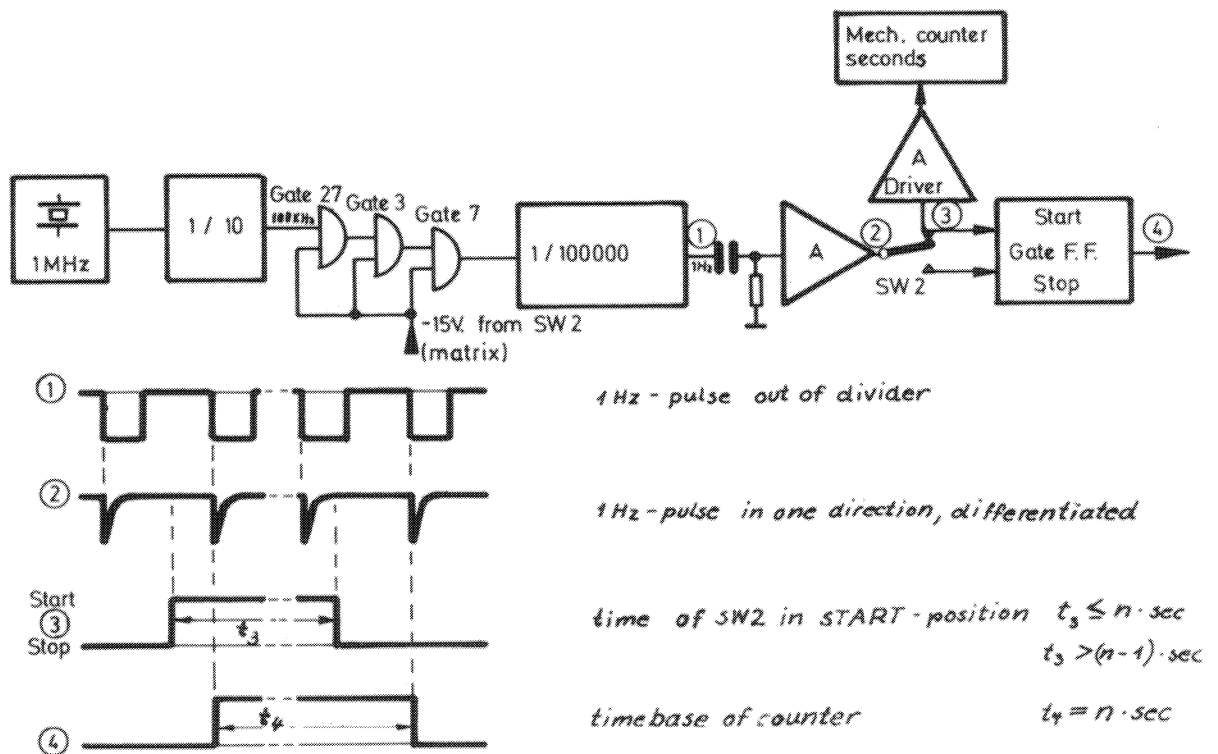 Mech. counter
seconds
A
Driver
1MHz
1 / 10
Gate 27
100KHz
Gate 3
Gate 7
-15V. from SW 2
(matrix)
1 / 100000
①
1Hz
A
②
SW 2
③
Start
Gate F. F.
Stop
④
①
1 Hz - pulse out of divider
②
1 Hz - pulse in one direction, differentiated
Start
③
Stop
t₃
time of SW2 in START - position t₃ ≤ n · sec
t₃ > (n-1) · sec
④
t₄
timebase of counter t₄ = n · sec